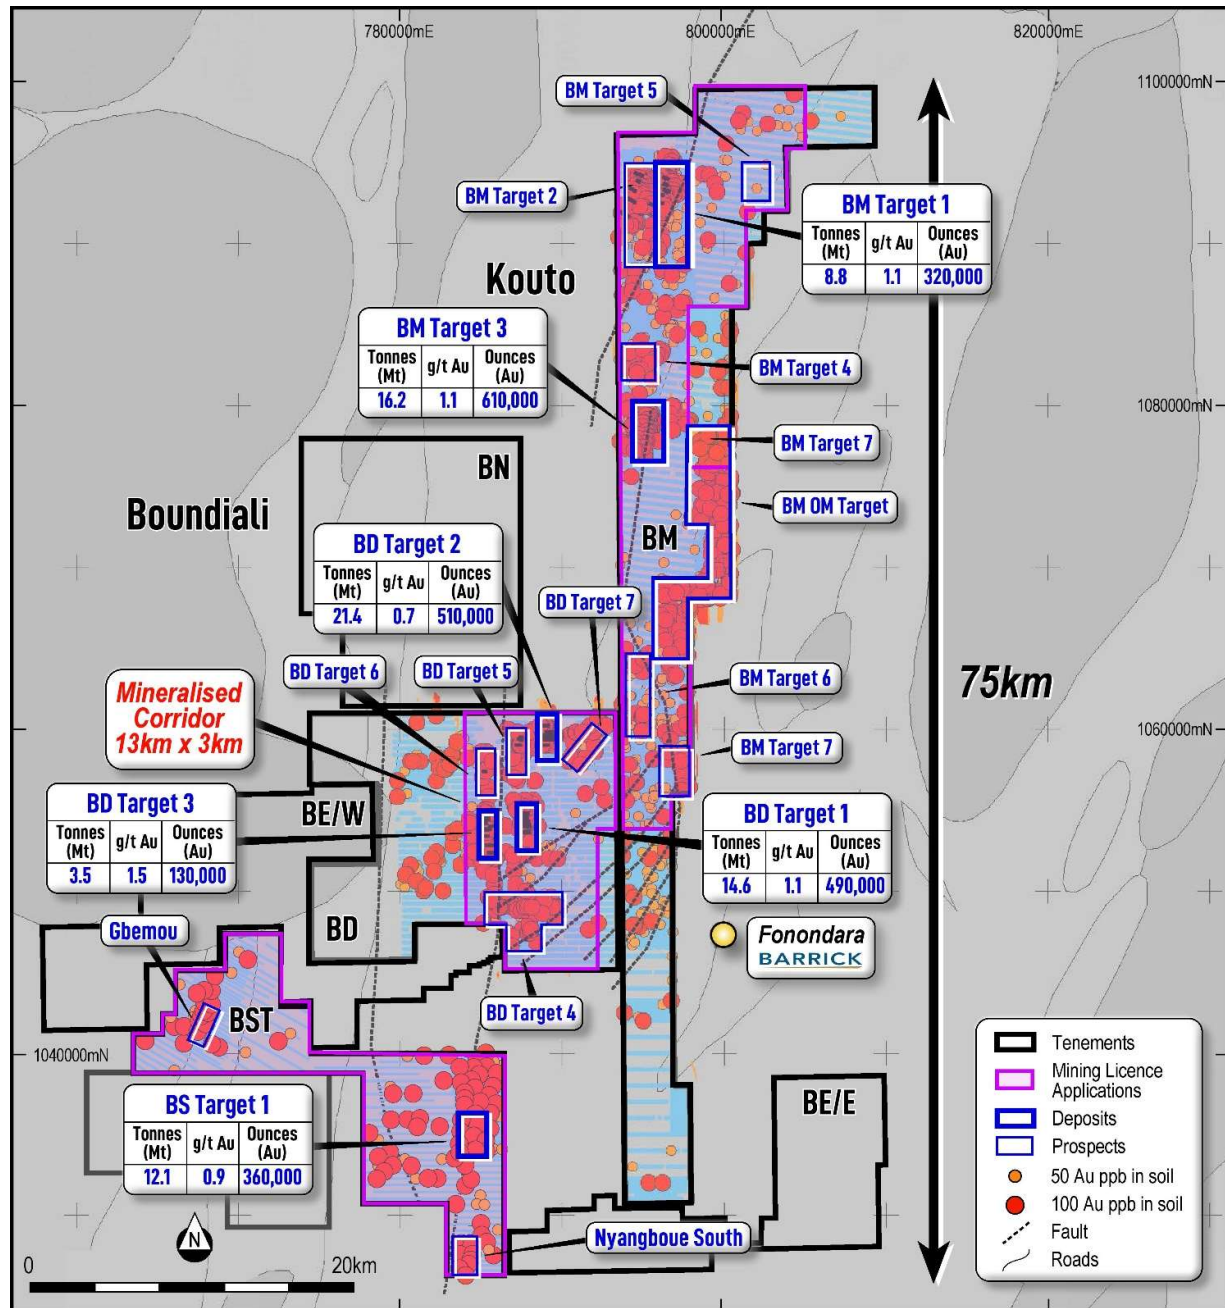 780000mE
800000mE
820000mE
1100000mN
BM Target 5
BM Target 2
BM Target 1
Tonnes (Mt) g/t Au Ounces (Au)
8.8 1.1 320,000
Kouto
BM Target 3
Tonnes (Mt) g/t Au Ounces (Au)
16.2 1.1 610,000
BM Target 4
1080000mN
BM Target 7
BN
BM OM Target
Boundiali
BM
BD Target 2
Tonnes (Mt) g/t Au Ounces (Au)
21.4 0.7 510,000
BD Target 7
BD Target 6
BD Target 5
BM Target 6
75km
Mineralised
Corridor
13km x 3km
1060000mN
BM Target 7
BD Target 3
Tonnes (Mt) g/t Au Ounces (Au)
3.5 1.5 130,000
BE/W
BD Target 1
Tonnes (Mt) g/t Au Ounces (Au)
14.6 1.1 490,000
Gbemou
BD
Fonondara
BARRICK
BD Target 4
BST
1040000mN
BS Target 1
Tonnes (Mt) g/t Au Ounces (Au)
12.1 0.9 360,000
BE/E
Nyangboue South
N
0 20km
Tenements
Mining Licence
Applications
Deposits
Prospects
50 Au ppb in soil
100 Au ppb in soil
Fault
Roads